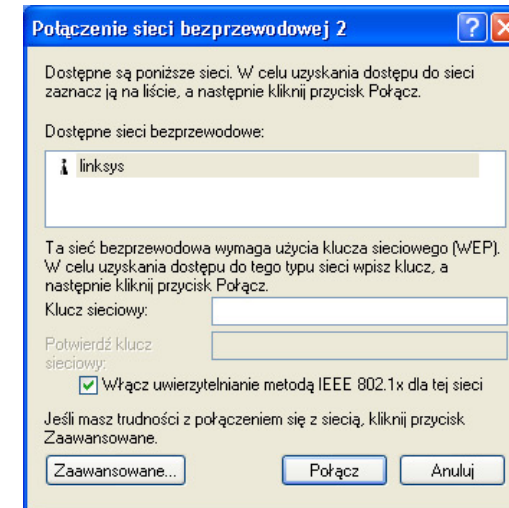 Połączenie sieci bezprzewodowej 2
Dostępne są poniższe sieci. W celu uzyskania dostępu do sieci
zaznacz ją na liście, a następnie kliknij przycisk Połącz.
Dostępne sieci bezprzewodowe:
linksys
Ta sieć bezprzewodowa wymaga użycia klucza sieciowego (WEP).
W celu uzyskania dostępu do tego typu sieci wpisz klucz, a
następnie kliknij przycisk Połącz.
Klucz sieciowy:
Potwierdź klucz
sieciowy:
Włącz uwierzytelnianie metodą IEEE 802.1x dla tej sieci
Jeśli masz trudności z połączeniem się z siecią, kliknij przycisk
Zaawansowane.
Zaawansowane... Połącz Anuluj